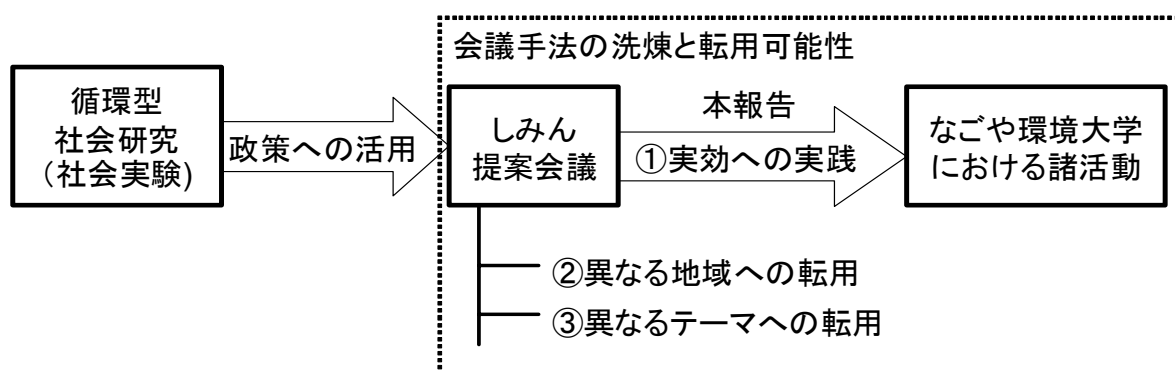 会議手法の洗煉と転用可能性
循環型
社会研究
(社会実験)
政策への活用
しみん
提案会議
本報告
①実効への実践
なごや環境大学
における諸活動
②異なる地域への転用
③異なるテーマへの転用